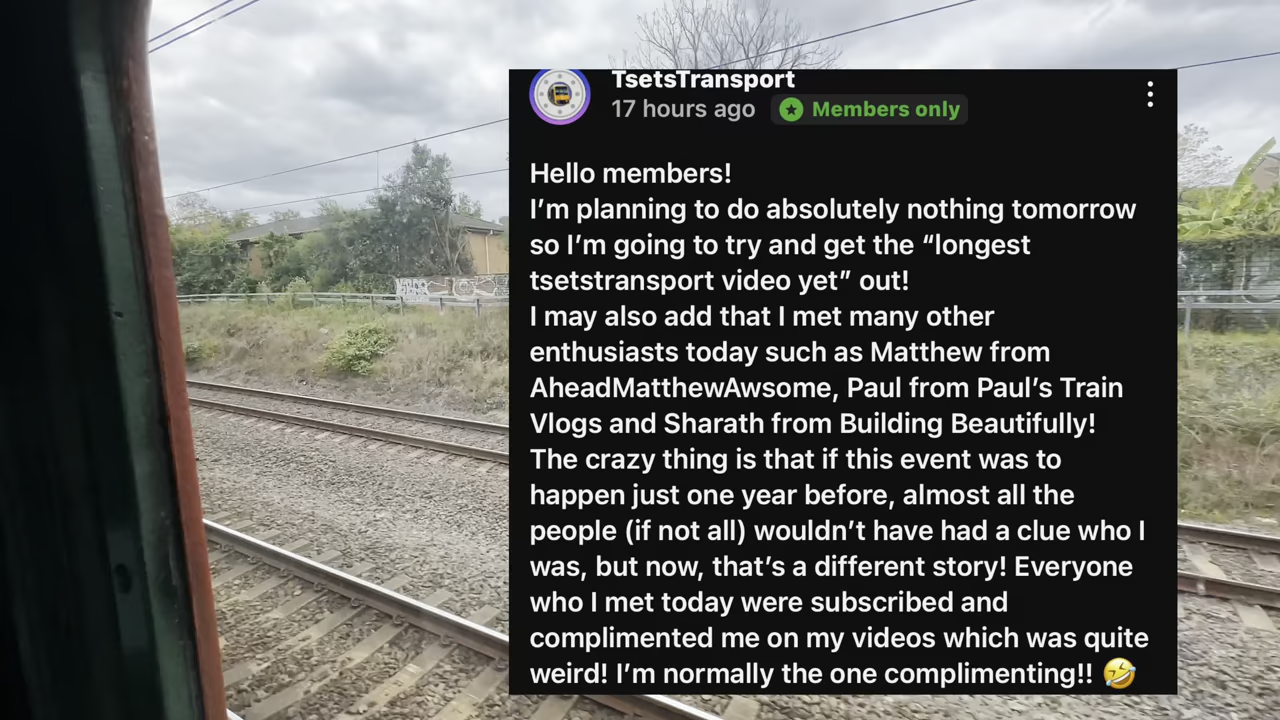 TsetsTransport
17 hours ago Members only
Hello members!
I’m planning to do absolutely nothing tomorrow
so I’m going to try and get the “longest
tsetstransport video yet” out!
I may also add that I met many other
enthusiasts today such as Matthew from
AheadMatthewAwsome, Paul from Paul’s Train
Vlogs and Sharath from Building Beautifully!
The crazy thing is that if this event was to
happen just one year before, almost all the
people (if not all) wouldn’t have had a clue who I
was, but now, that’s a different story! Everyone
who I met today were subscribed and
complimented me on my videos which was quite
weird! I’m normally the one complimenting!! 🤣